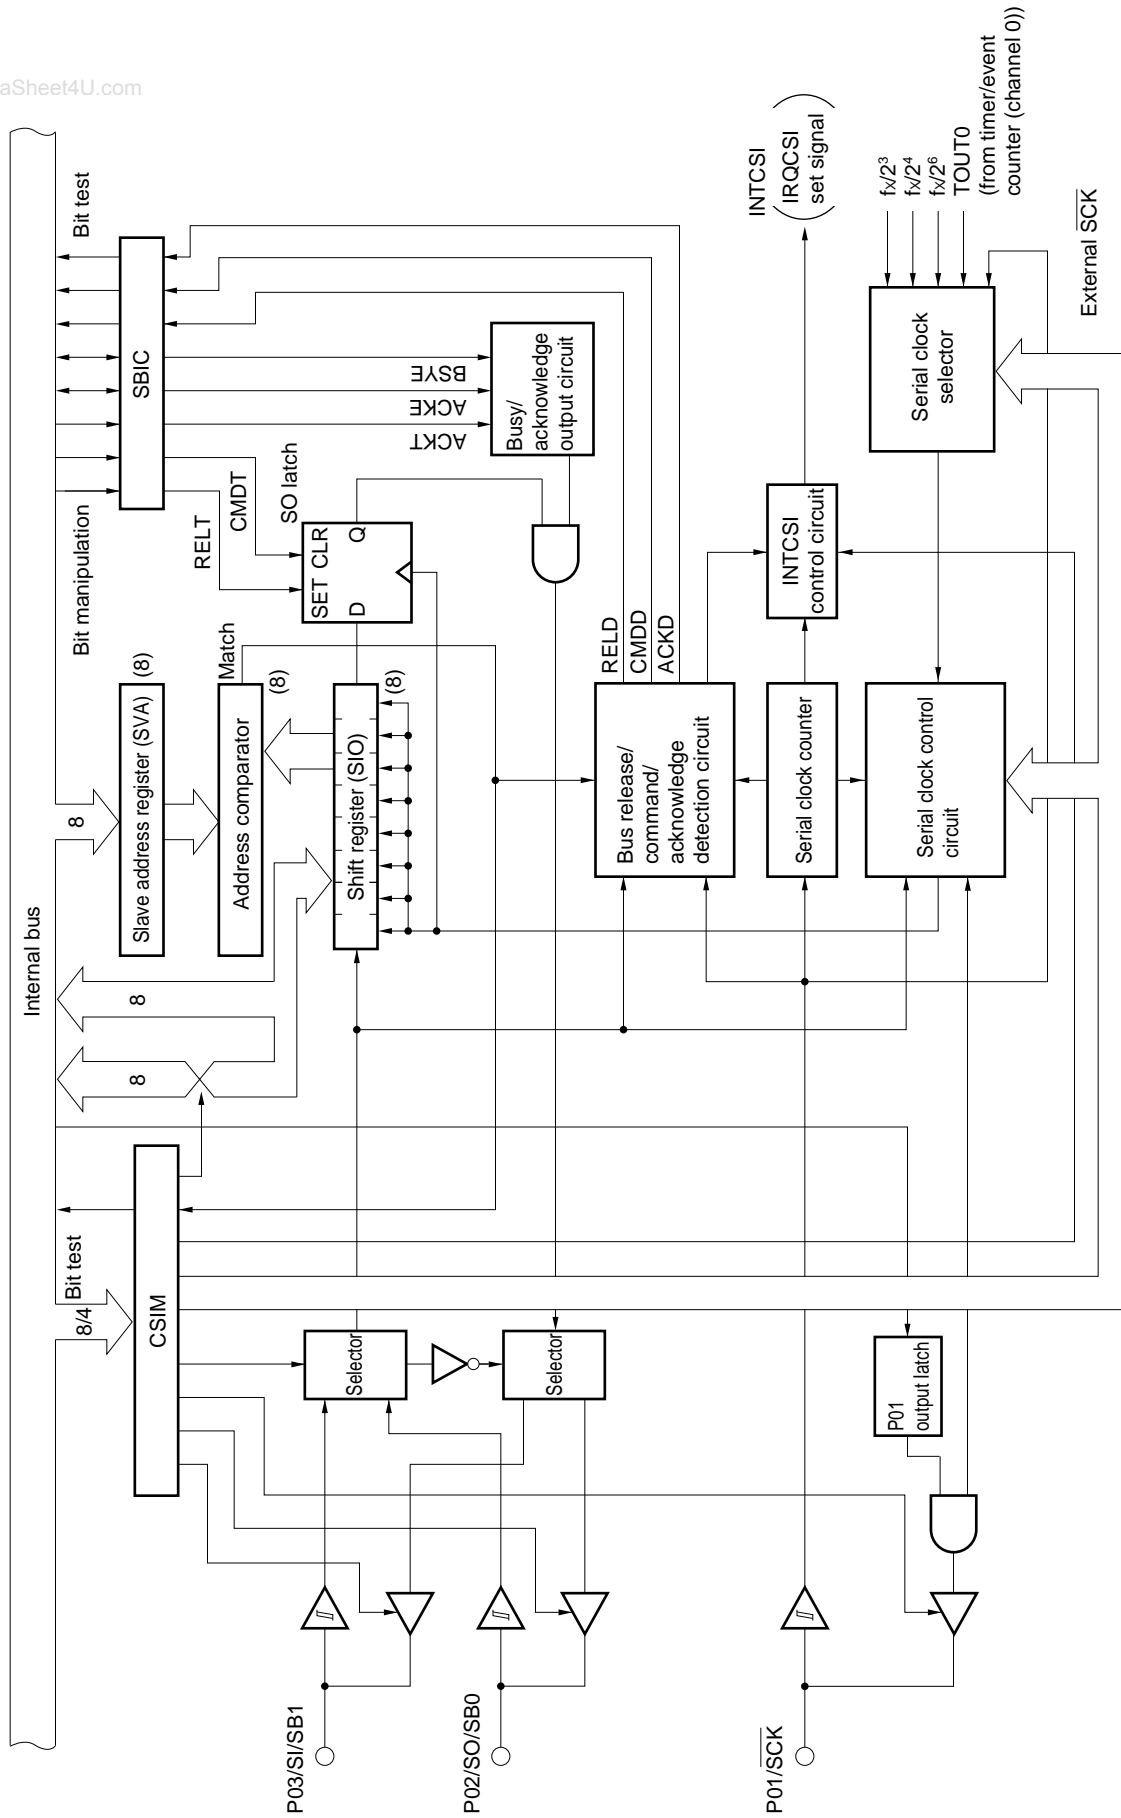 aSheet4U.com
Internal bus
Bit test
8/4
CSIM
8
8
8
Slave address register (SVA)
(8)
Address comparator
Match
(8)
Shift register (SIO)
(8)
Bit manipulation
Bit test
SBIC
RELT
CMDT
SO latch
SET CLR
D
Q
ACKT
ACKE
BSYE
Busy/
acknowledge
output circuit
Selector
Selector
P03/SI/SB1
P02/SO/SB0
P01/SCK
P01
output latch
Bus release/
command/
acknowledge
detection circuit
RELD
CMDD
ACKD
Serial clock counter
INTCSI
control circuit
INTCSI
IRQCSI
set signal
Serial clock control
circuit
Serial clock
selector
fx/2³
fx/2⁴
fx/2⁶
TOUT0
(from timer/event
counter (channel 0))
External SCK